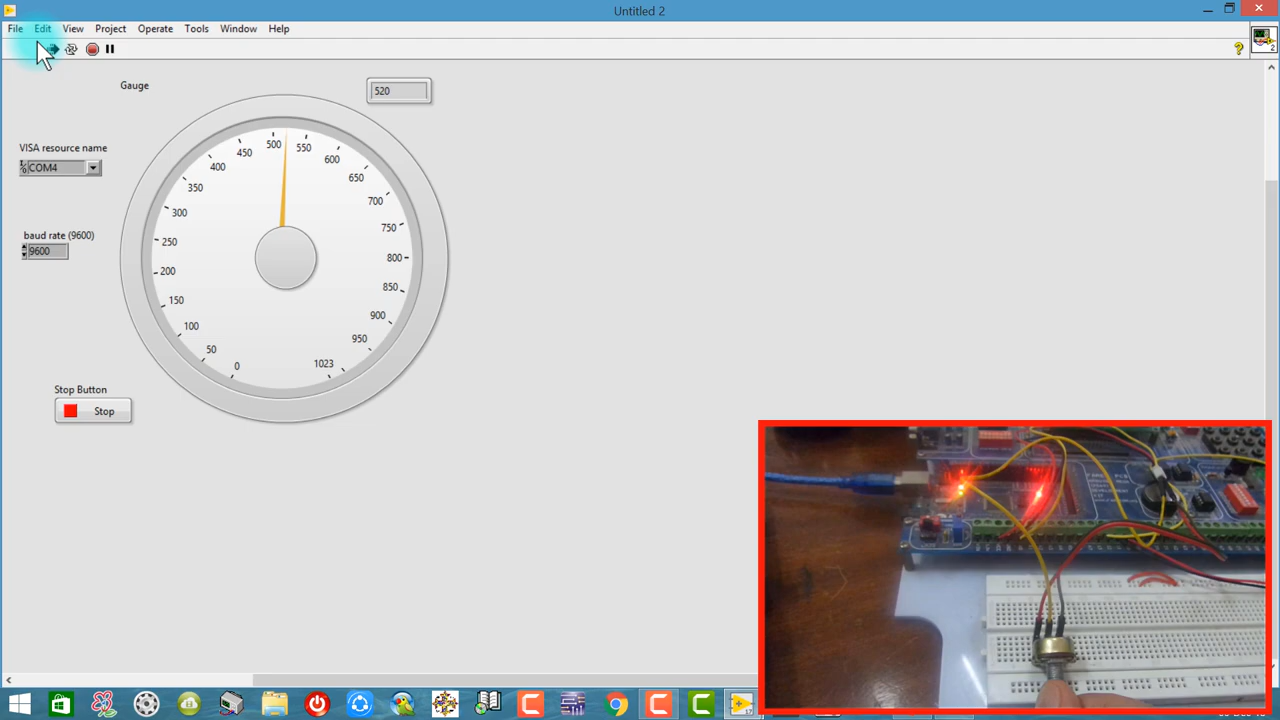 Untitled 2
File Edit View Project Operate Tools Window Help
2
Gauge
520
VISA resource name
COM4
baud rate (9600)
9600
0 50 100 150 200 250 300 350 400 450 500 550 600 650 700 750 800 850 900 950 1023
Stop Button
Stop